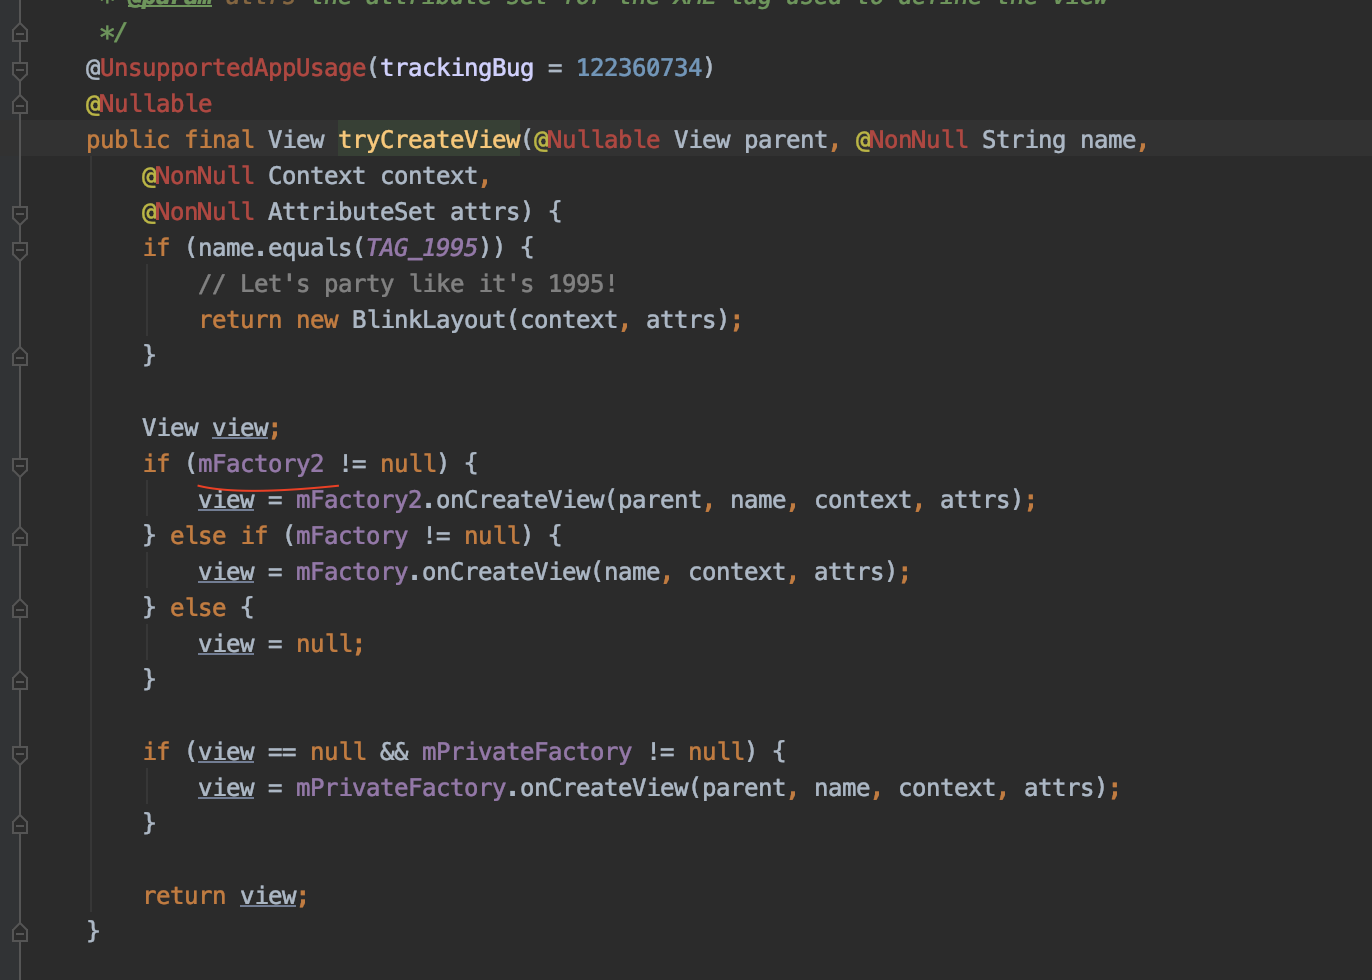 * @param attrs the attribute set for the XML tag used to define the view
*/
@UnsupportedAppUsage(trackingBug = 122360734)
@Nullable
public final View tryCreateView(@Nullable View parent, @NonNull String name,
@NonNull Context context,
@NonNull AttributeSet attrs) {
if (name.equals(TAG_1995)) {
// Let's party like it's 1995!
return new BlinkLayout(context, attrs);
}
View view;
if (mFactory2 != null) {
view = mFactory2.onCreateView(parent, name, context, attrs);
} else if (mFactory != null) {
view = mFactory.onCreateView(name, context, attrs);
} else {
view = null;
}
if (view == null && mPrivateFactory != null) {
view = mPrivateFactory.onCreateView(parent, name, context, attrs);
}
return view;
}